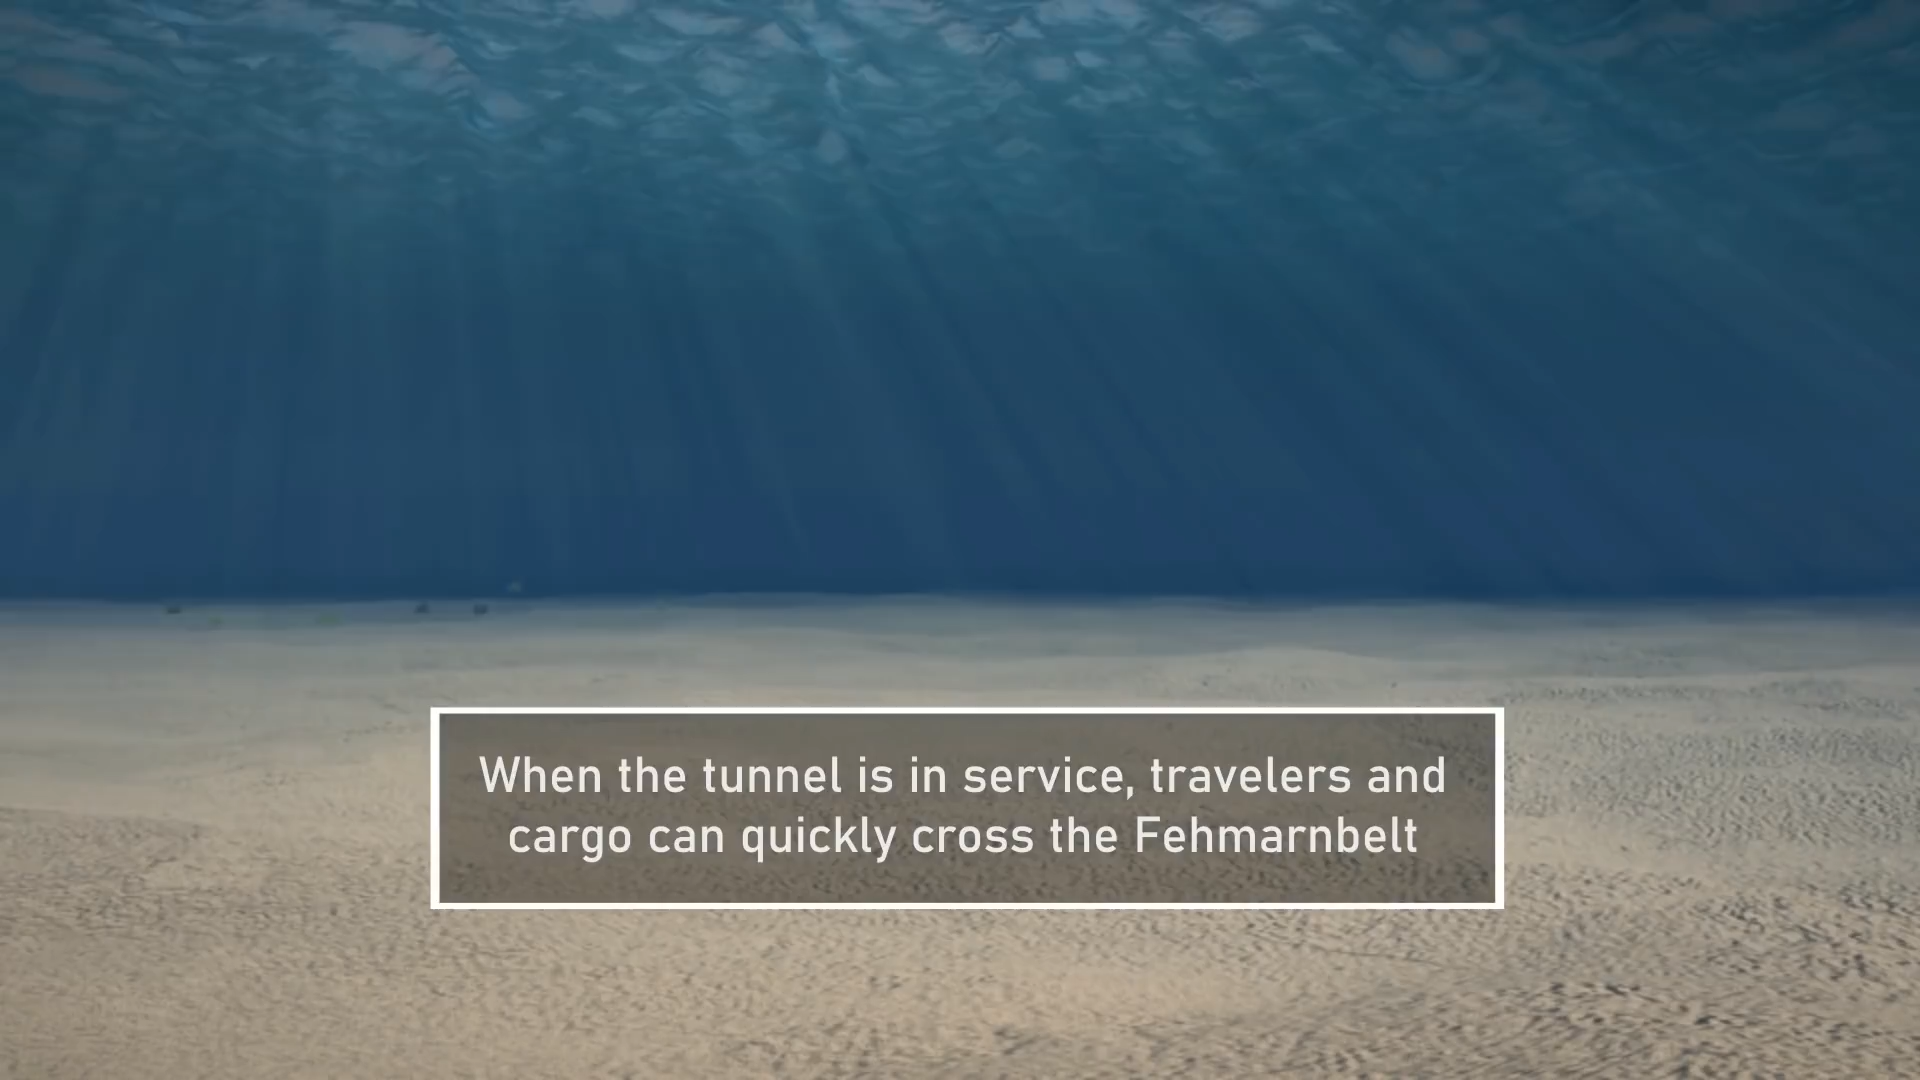 When the tunnel is in service, travelers and
cargo can quickly cross the Fehmarnbelt